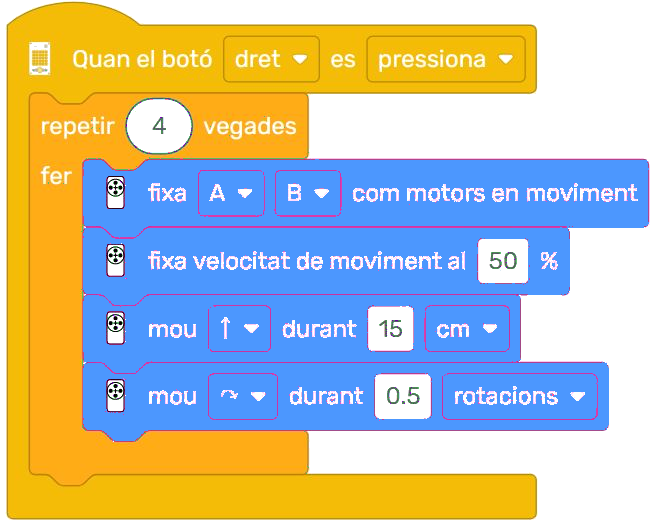 Quan el botó dret es pressiona
repetir 4 vegades
fer
fixa A B com motors en moviment
fixa velocitat de moviment al 50 %
mou ↑ durant 15 cm
mou ↷ durant 0.5 rotacions